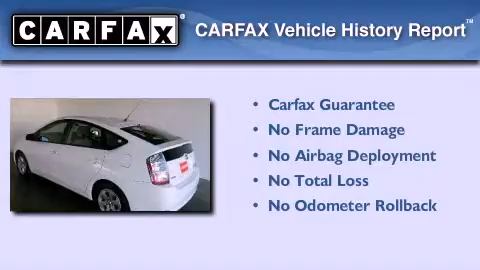 CARFAX® CARFAX Vehicle History Report™
• Carfax Guarantee
• No Frame Damage
• No Airbag Deployment
• No Total Loss
• No Odometer Rollback